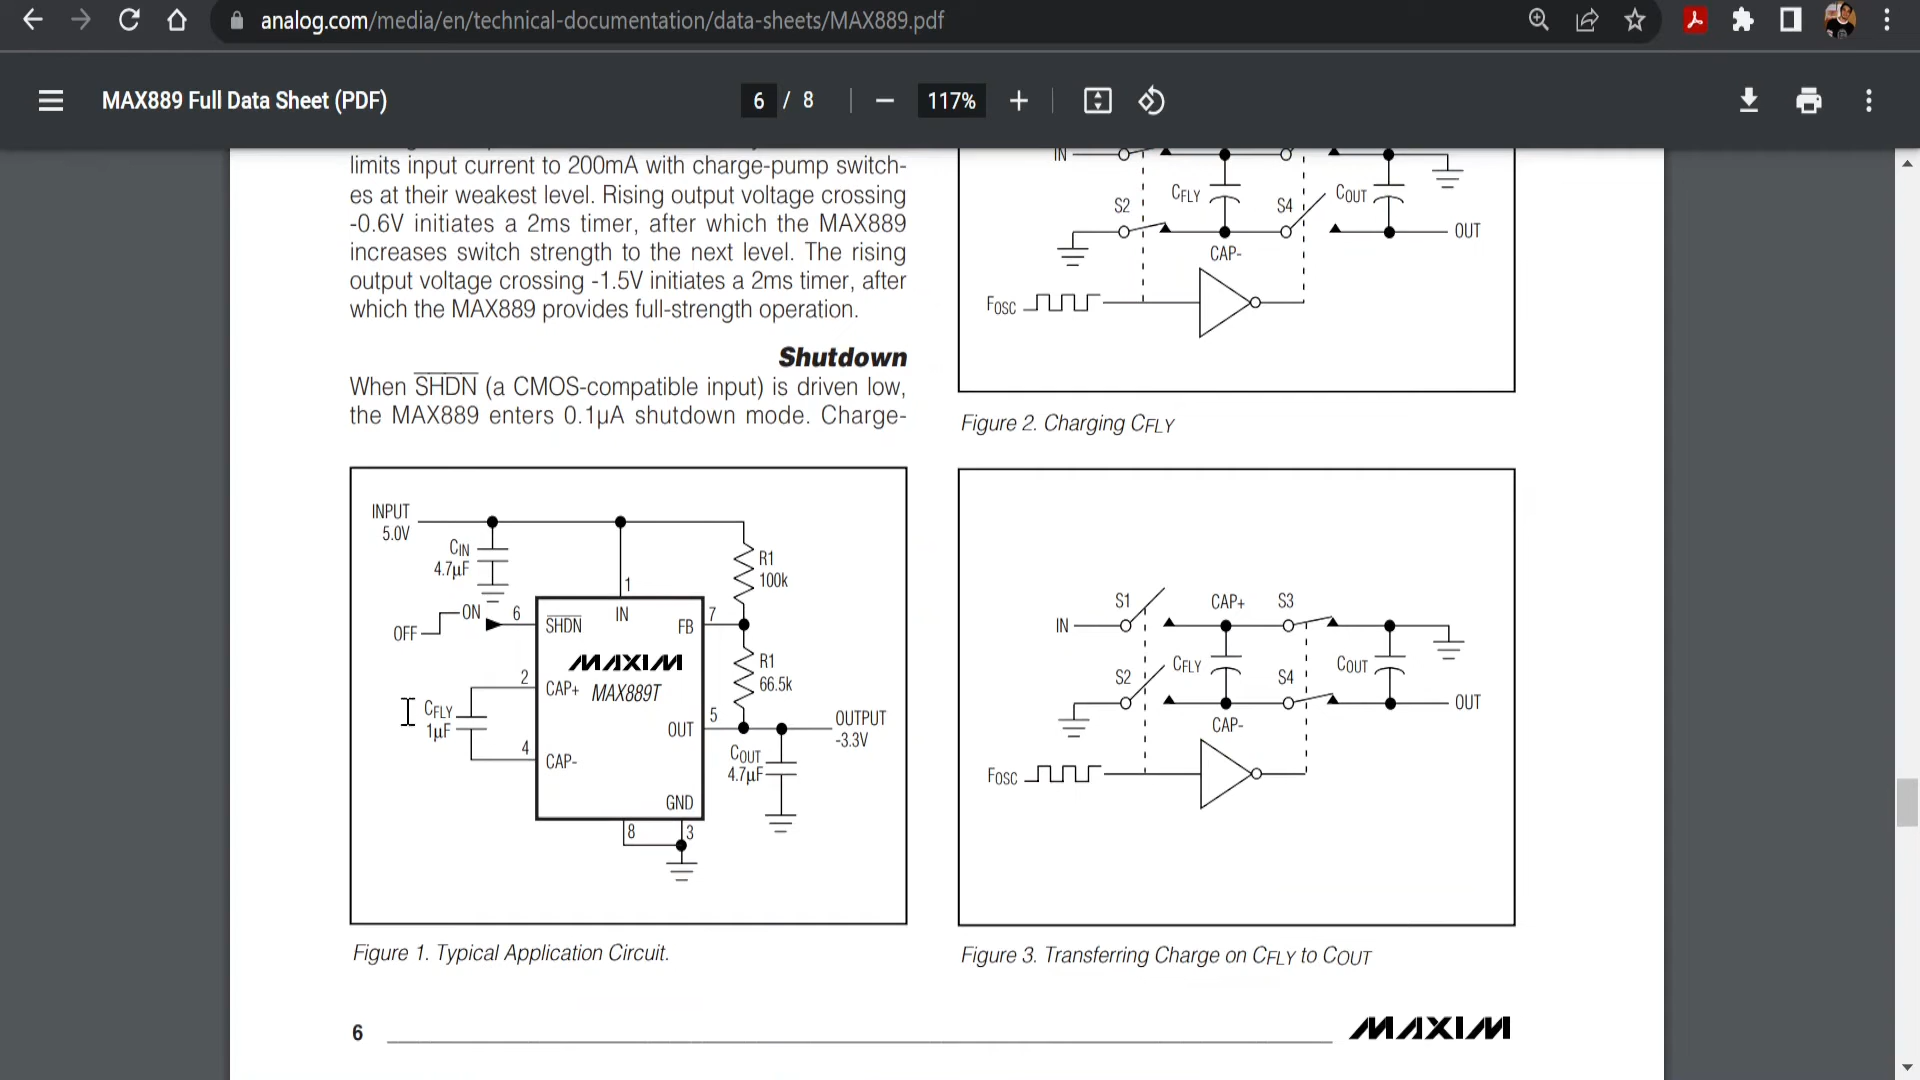 analog.com/media/en/technical-documentation/data-sheets/MAX889.pdf
MAX889 Full Data Sheet (PDF)
6 / 8
117%
limits input current to 200mA with charge-pump switch-
es at their weakest level. Rising output voltage crossing
-0.6V initiates a 2ms timer, after which the MAX889
increases switch strength to the next level. The rising
output voltage crossing -1.5V initiates a 2ms timer, after
which the MAX889 provides full-strength operation.
Shutdown
When SHDN (a CMOS-compatible input) is driven low,
the MAX889 enters 0.1µA shutdown mode. Charge-
INPUT
5.0V
CIN
4.7µF
R1
100k
1
ON
6
SHDN
IN
FB
7
OFF
MAXIM
MAX889T
R1
66.5k
2
CAP+
CFLY
1µF
5
OUT
OUTPUT
-3.3V
4
CAP-
COUT
4.7µF
GND
8
3
Figure 1. Typical Application Circuit.
IN
CFLY
COUT
S2
S4
OUT
CAP-
FOSC
Figure 2. Charging CFLY
S1
CAP+
S3
IN
CFLY
COUT
S2
S4
OUT
CAP-
FOSC
Figure 3. Transferring Charge on CFLY to COUT
6
MAXIM